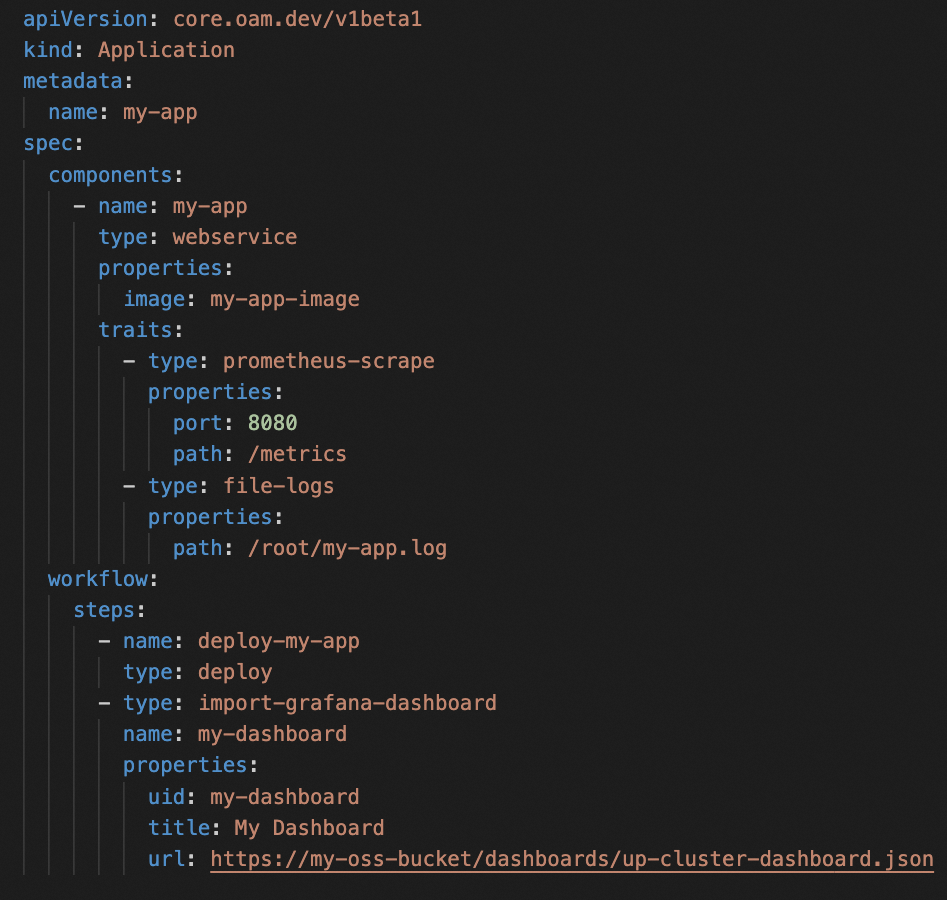 apiVersion: core.oam.dev/v1beta1
kind: Application
metadata:
  name: my-app
spec:
  components:
    - name: my-app
      type: webservice
      properties:
        image: my-app-image
      traits:
        - type: prometheus-scrape
          properties:
            port: 8080
            path: /metrics
        - type: file-logs
          properties:
            path: /root/my-app.log
  workflow:
    steps:
      - name: deploy-my-app
        type: deploy
      - type: import-grafana-dashboard
        name: my-dashboard
        properties:
          uid: my-dashboard
          title: My Dashboard
          url: https://my-oss-bucket/dashboards/up-cluster-dashboard.json